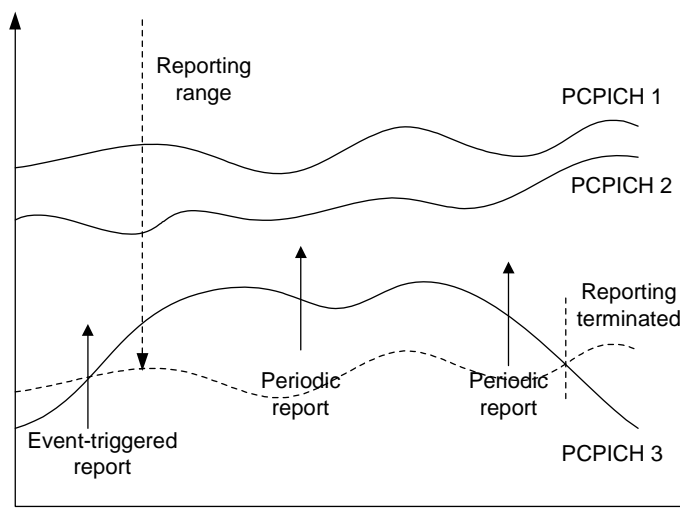 Reporting
range
PCPICH 1
PCPICH 2
Reporting
terminated
Periodic
report
Periodic
report
Event-triggered
report
PCPICH 3